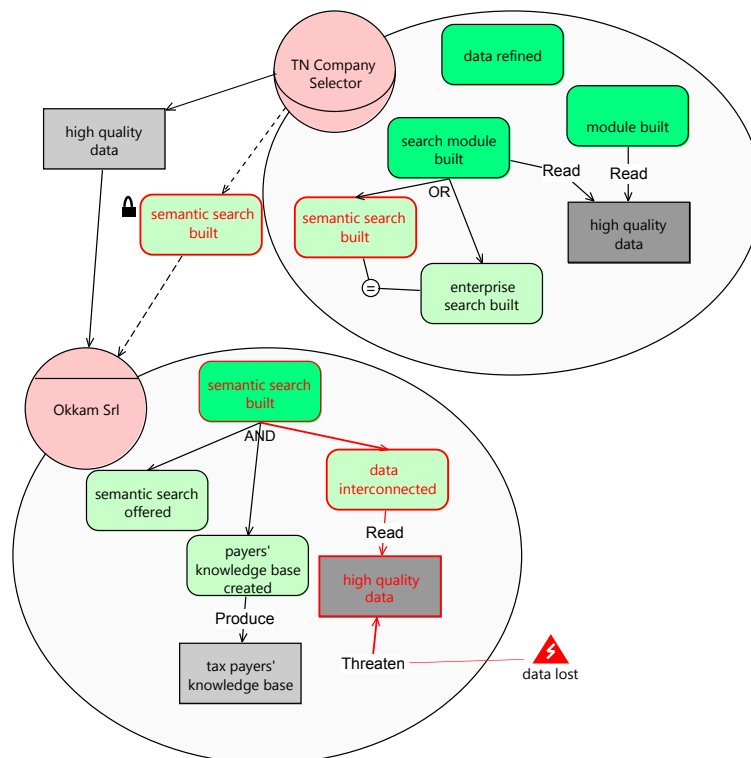 TN Company
Selector
data refined
high quality
data
module built
search module
built
Read
Read
OR
semantic search
built
semantic search
built
high quality
data
enterprise
search built
=
Okkam Srl
semantic search
built
AND
semantic search
offered
data
interconnected
Read
payers'
knowledge base
created
high quality
data
Produce
tax payers'
knowledge base
Threaten
data lost